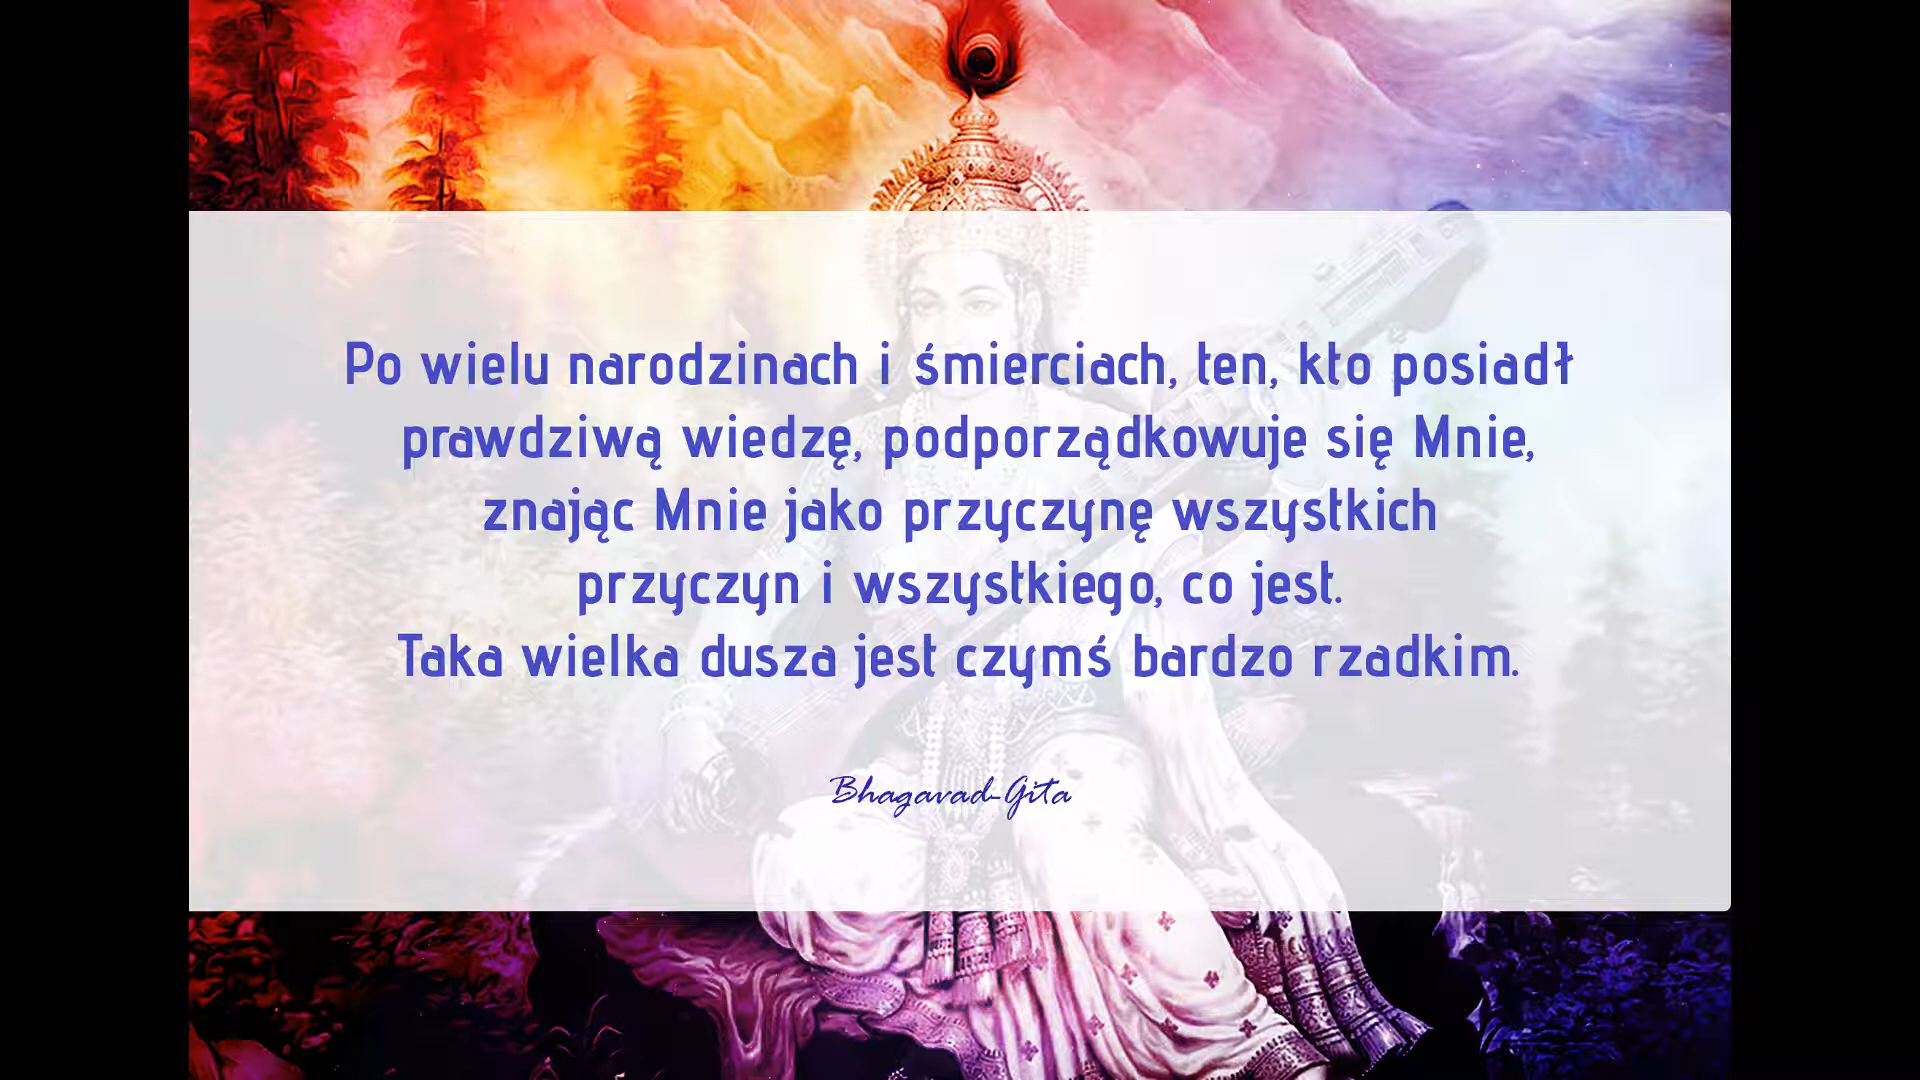 Po wielu narodzinach i śmierciach, ten, kto posiadł
prawdziwą wiedzę, podporządkowuje się Mnie,
znając Mnie jako przyczynę wszystkich
przyczyn i wszystkiego, co jest.
Taka wielka dusza jest czymś bardzo rzadkim.
Bhagavad-Gita